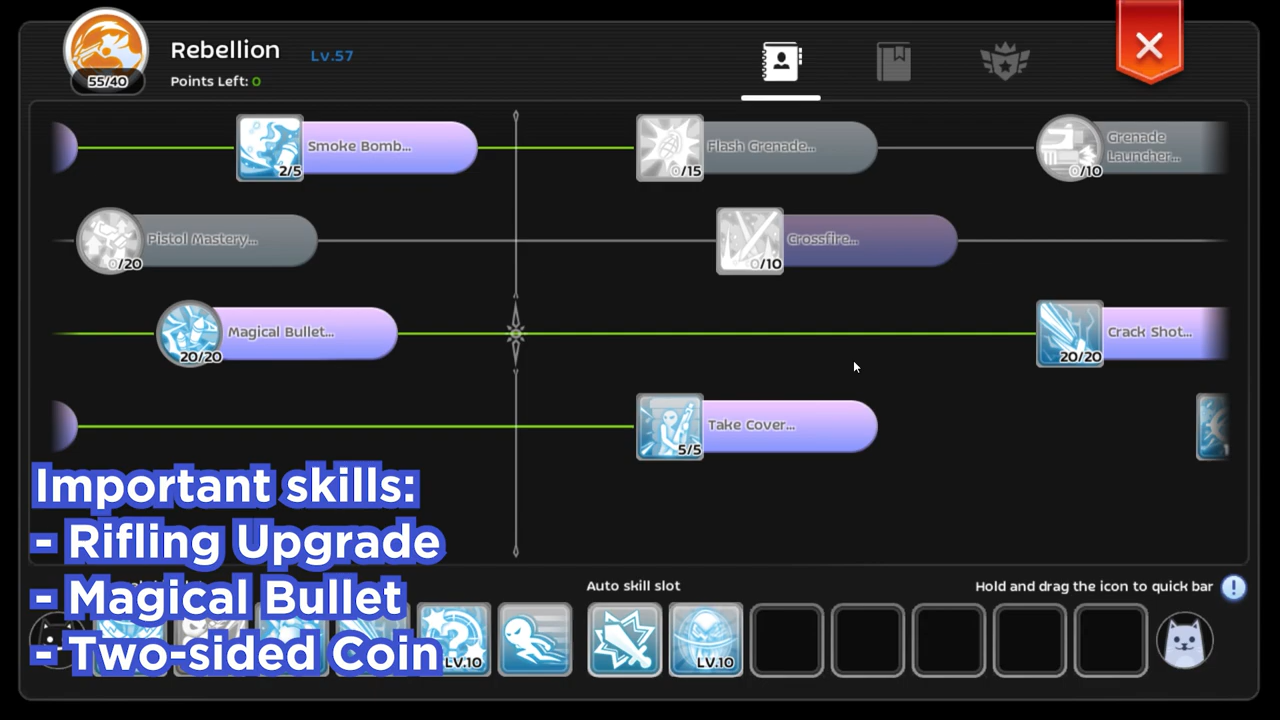 Rebellion
Lv.57
55/40
Points Left: 0
Smoke Bomb...
2/5
Flash Grenade...
0/15
Grenade
Launcher...
0/10
Pistol Mastery...
0/20
Crossfire...
0/10
Magical Bullet...
20/20
Crack Shot...
20/20
Take Cover...
5/5
Important skills:
- Rifling Upgrade
- Magical Bullet
- Two-sided Coin
Auto skill slot
Hold and drag the icon to quick bar
LV.10
LV.10